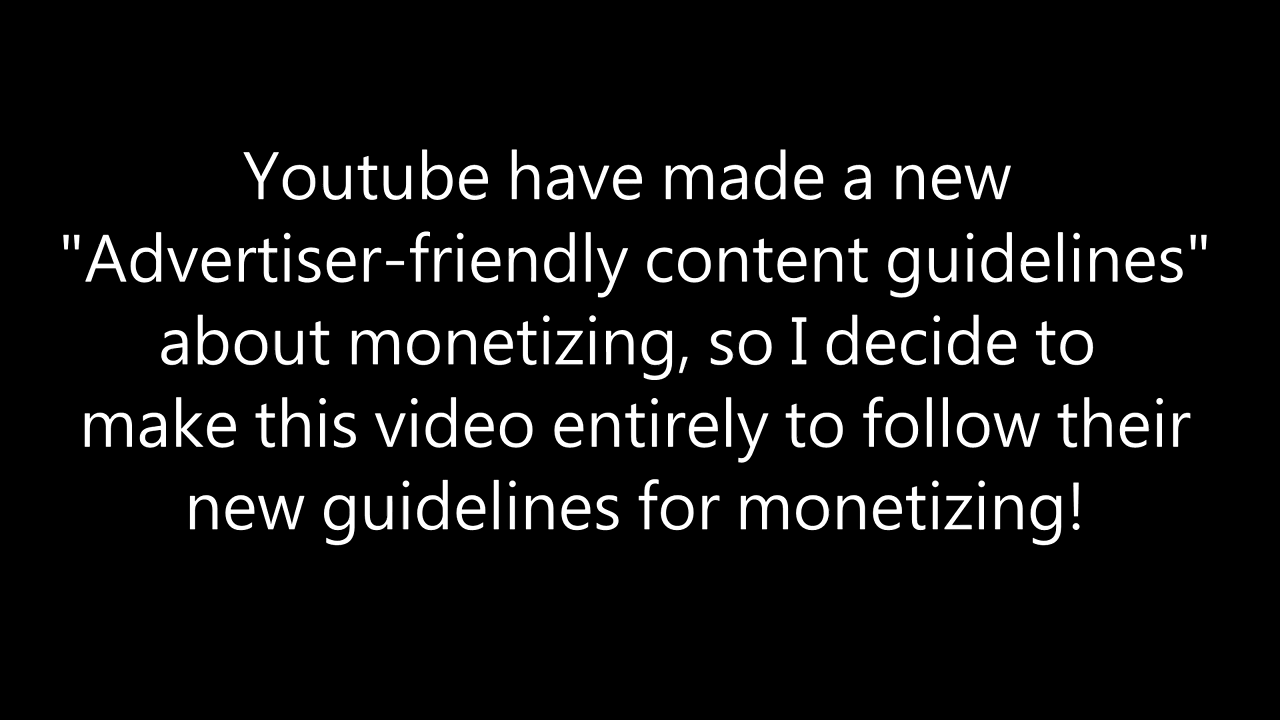 Youtube have made a new
"Advertiser-friendly content guidelines"
about monetizing, so I decide to
make this video entirely to follow their
new guidelines for monetizing!